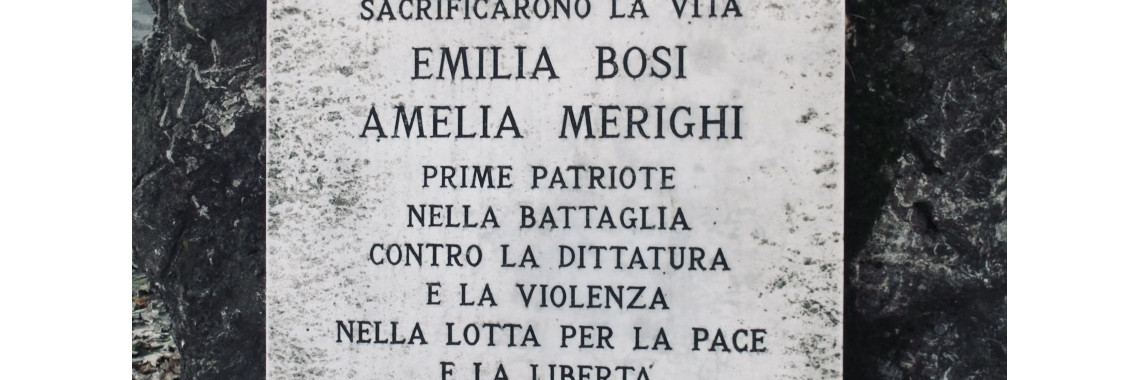 SACRIFICARONO LA VITA
EMILIA BOSI
AMELIA MERIGHI
PRIME PATRIOTE
NELLA BATTAGLIA
CONTRO LA DITTATURA
E LA VIOLENZA
NELLA LOTTA PER LA PACE
E LA LIBERTÀ